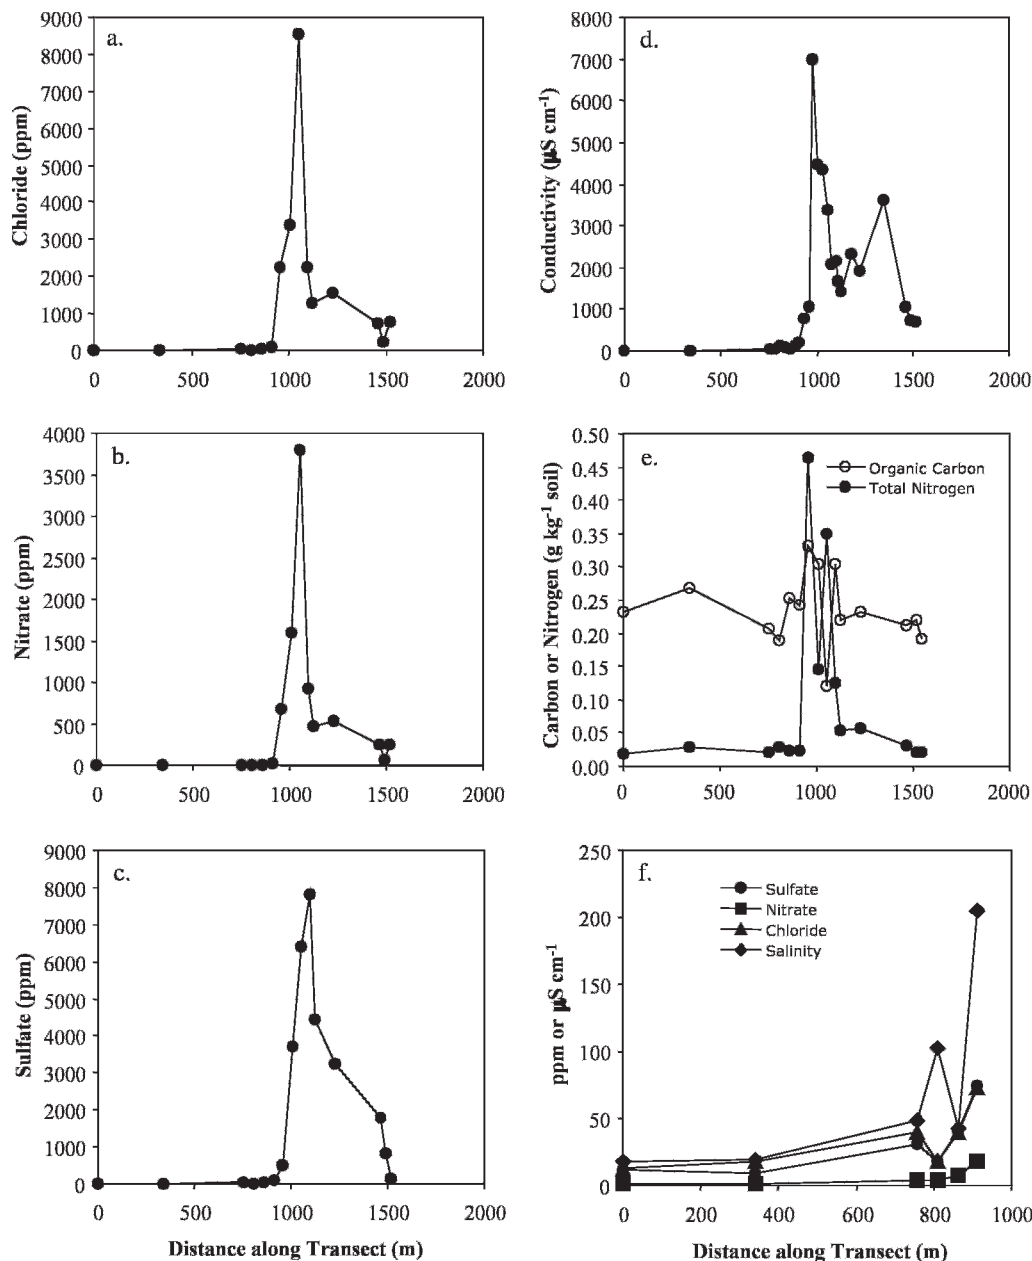 a.
Chloride (ppm)
9000
8000
7000
6000
5000
4000
3000
2000
1000
0
0 500 1000 1500 2000
d.
Conductivity (µS cm-1)
8000
7000
6000
5000
4000
3000
2000
1000
0
0 500 1000 1500 2000
b.
Nitrate (ppm)
4000
3500
3000
2500
2000
1500
1000
500
0
0 500 1000 1500 2000
e.
Carbon or Nitrogen (g kg-1 soil)
0.50
0.45
0.40
0.35
0.30
0.25
0.20
0.15
0.10
0.05
0.00
Organic Carbon
Total Nitrogen
0 500 1000 1500 2000
c.
Sulfate (ppm)
9000
8000
7000
6000
5000
4000
3000
2000
1000
0
0 500 1000 1500 2000
Distance along Transect (m)
f.
ppm or µS cm-1
250
200
150
100
50
0
Sulfate
Nitrate
Chloride
Salinity
0 200 400 600 800 1000
Distance along Transect (m)